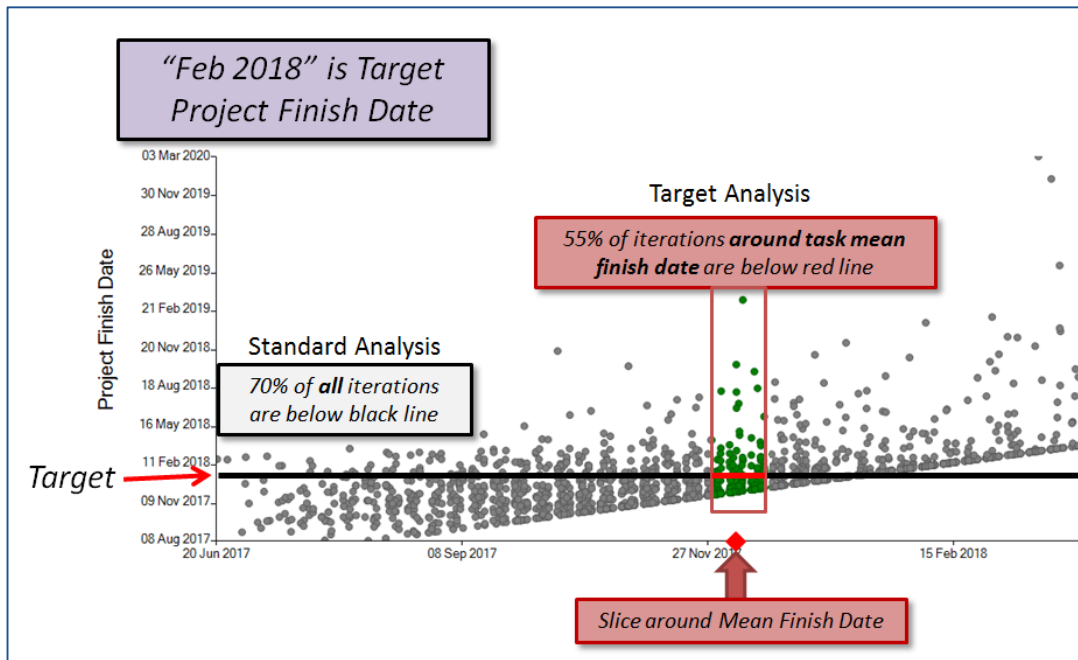 “Feb 2018” is Target
Project Finish Date
03 Mar 2020
30 Nov 2019
28 Aug 2019
26 May 2019
21 Feb 2019
20 Nov 2018
18 Aug 2018
16 May 2018
11 Feb 2018
09 Nov 2017
08 Aug 2017
Project Finish Date
Target Analysis
55% of iterations around task mean
finish date are below red line
Standard Analysis
70% of all iterations
are below black line
Target
20 Jun 2017
08 Sep 2017
27 Nov 2017
15 Feb 2018
Slice around Mean Finish Date